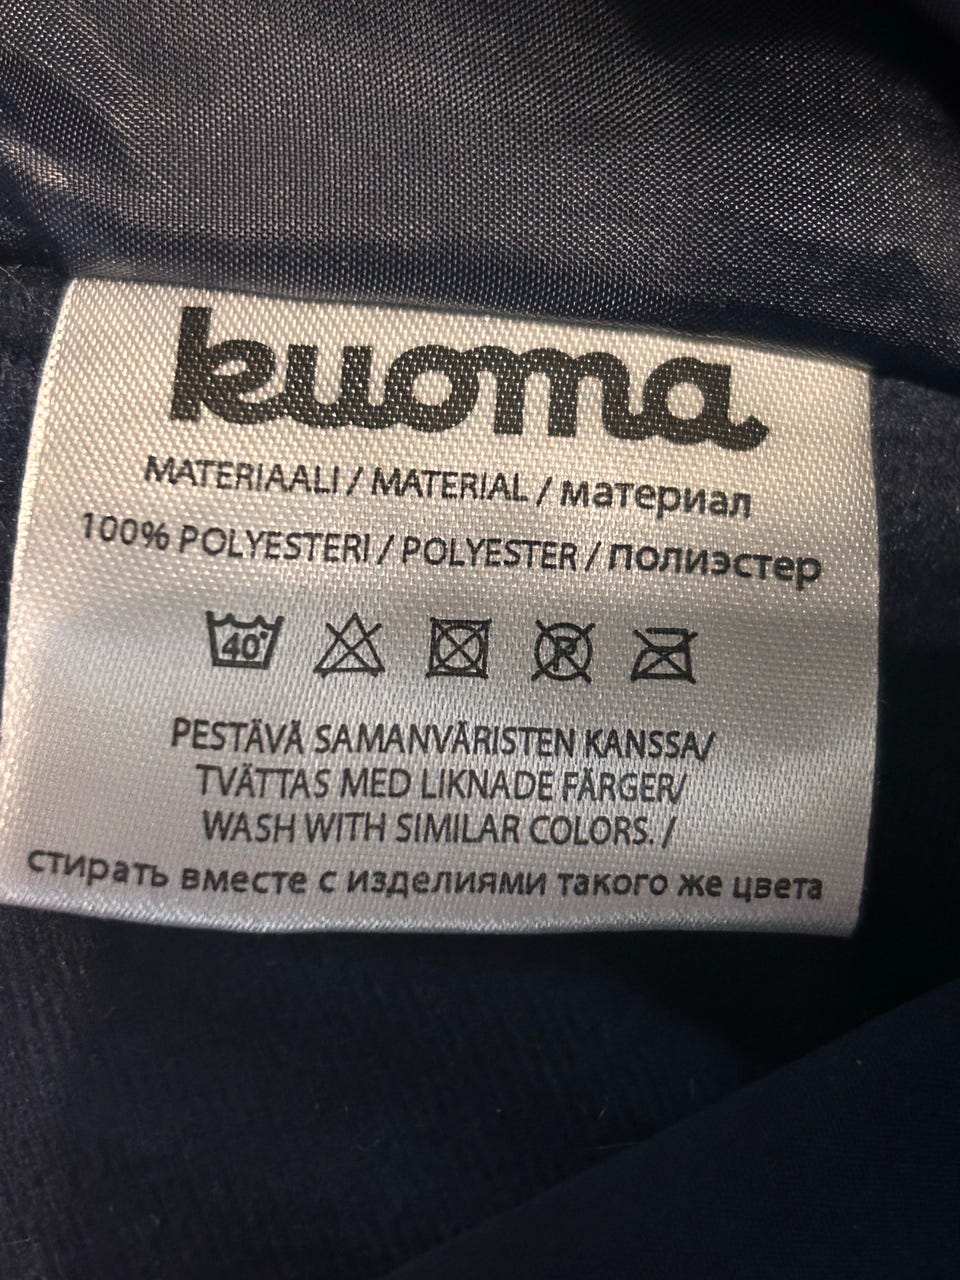 kuoma
MATERIAALI / MATERIAL / материал
100% POLYESTERI / POLYESTER / полиэстер
40°
P
PESTÄVÄ SAMANVÄRISTEN KANSSA/
TVÄTTAS MED LIKNADE FÄRGER/
WASH WITH SIMILAR COLORS. /
стирать вместе с изделиями такого же цвета